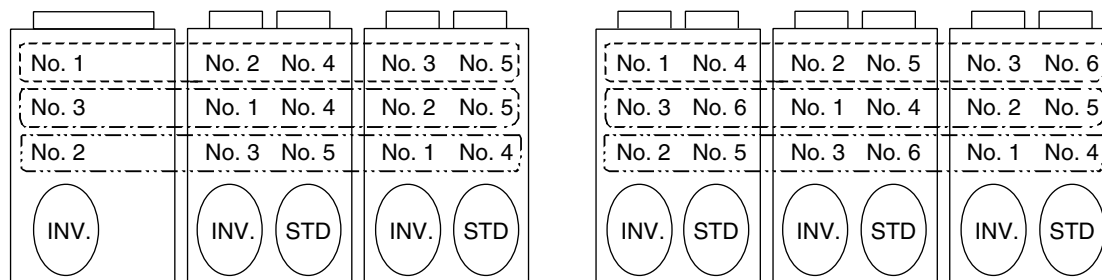 No. 1 No. 2 No. 4 No. 3 No. 5 No. 1 No. 4 No. 2 No. 5 No. 3 No. 6
No. 3 No. 1 No. 4 No. 2 No. 5 No. 3 No. 6 No. 1 No. 4 No. 2 No. 5
No. 2 No. 3 No. 5 No. 1 No. 4 No. 2 No. 5 No. 3 No. 6 No. 1 No. 4
INV. INV. STD INV. STD INV. STD INV. STD INV. STD